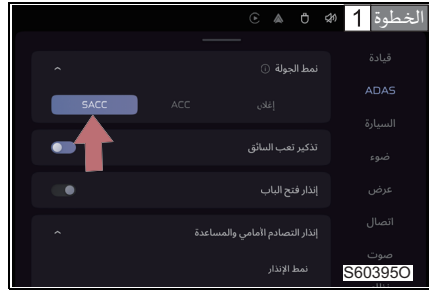 الخطوة 1
قيادة
ADAS
السيارة
ضوء
عرض
اتصال
صوت
نمط الجولة
إغلاق
ACC
SACC
تذكير تعب السائق
إنذار فتح الباب
إنذار التصادم الأمامي والمساعدة
نمط الإنذار
S60395O